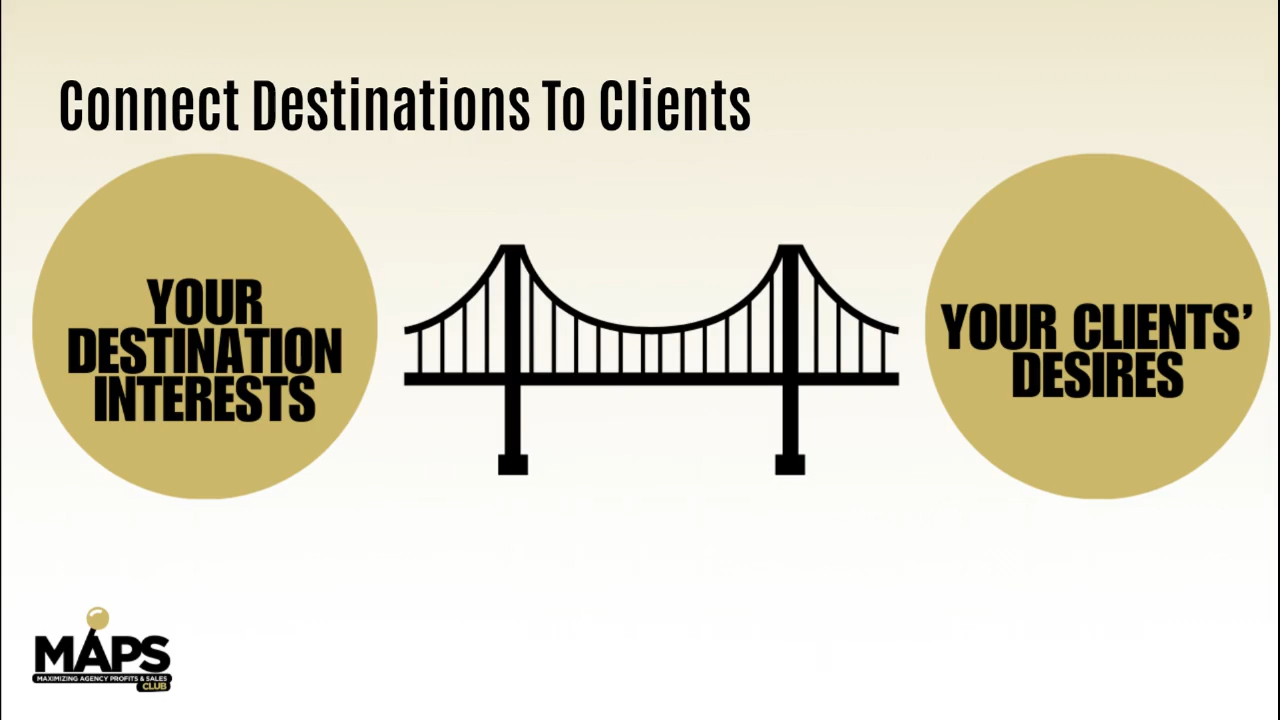 Connect Destinations To Clients
YOUR
DESTINATION
INTERESTS
YOUR CLIENTS’
DESIRES
MAPS
MAXIMIZING AGENCY PROFITS & SALES
CLUB